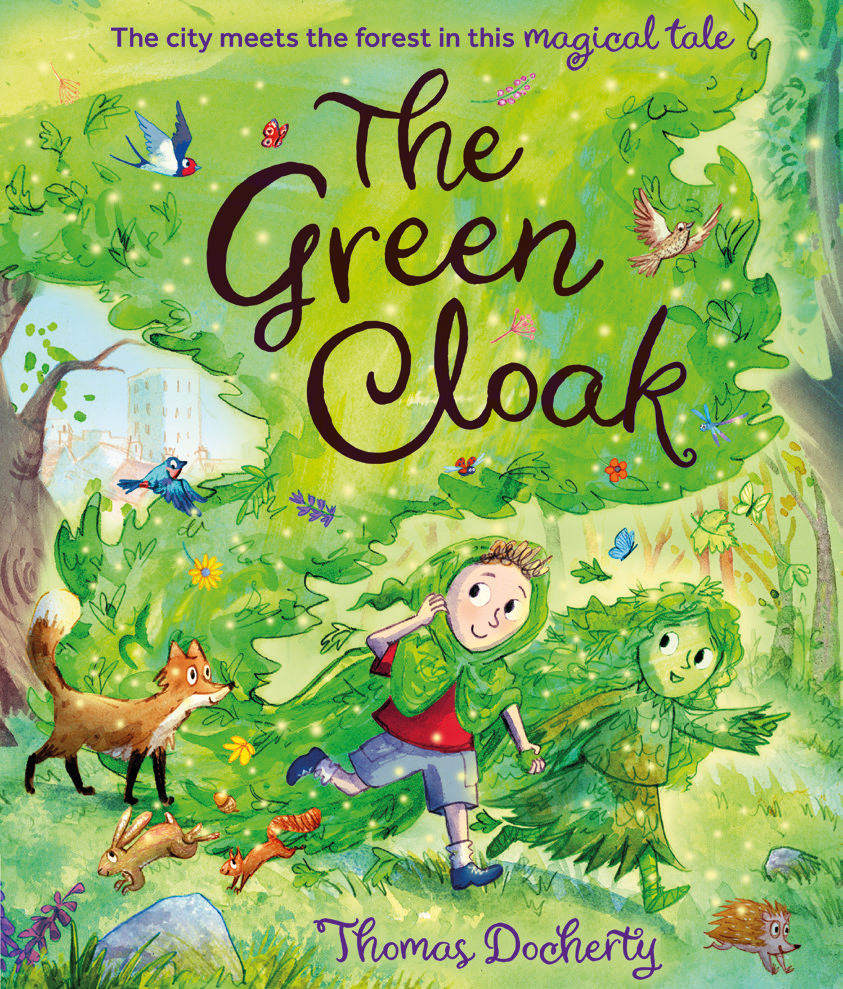 The city meets the forest in this magical tale
The
Green
Cloak
Thomas Docherty